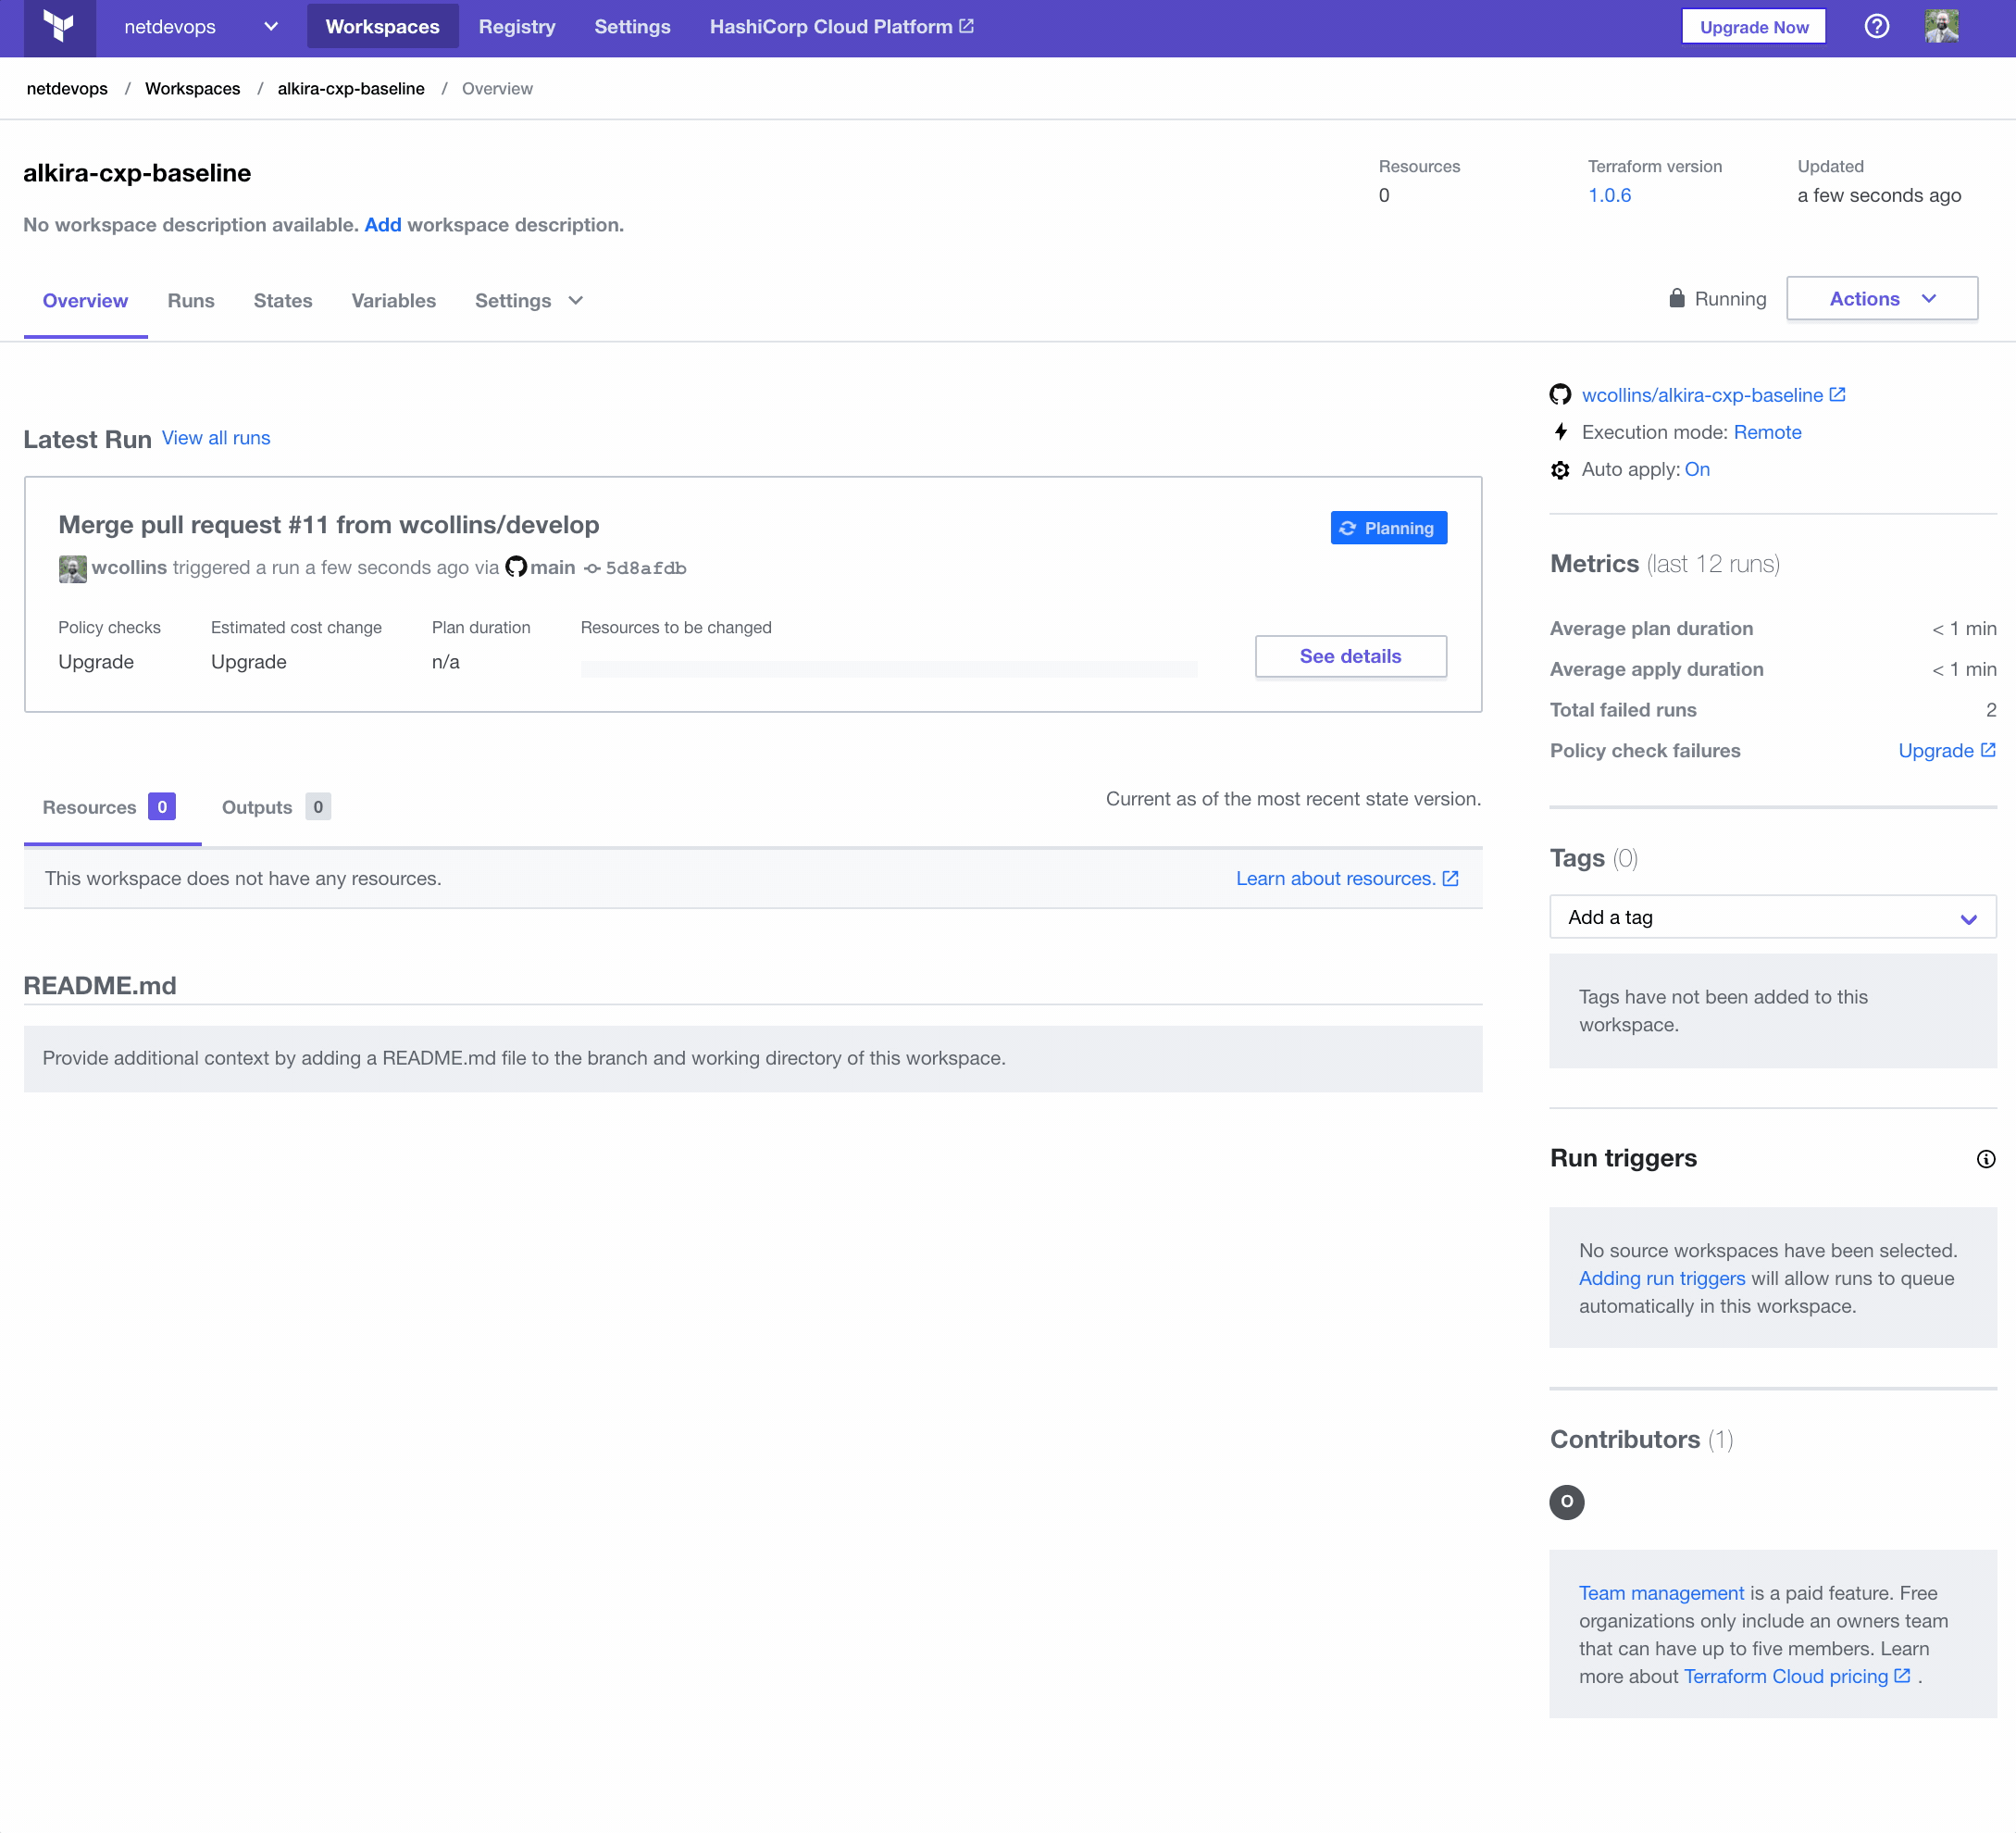 netdevops Workspaces Registry Settings HashiCorp Cloud Platform Upgrade Now
netdevops / Workspaces / alkira-cxp-baseline / Overview
alkira-cxp-baseline
No workspace description available. Add workspace description.
Resources
0
Terraform version
1.0.6
Updated
a few seconds ago
Overview Runs States Variables Settings
Running Actions
Latest Run View all runs
Merge pull request #11 from wcollins/develop
Planning
wcollins triggered a run a few seconds ago via main 5d8afdb
Policy checks
Upgrade
Estimated cost change
Upgrade
Plan duration
n/a
Resources to be changed
See details
Resources 0 Outputs 0
Current as of the most recent state version.
This workspace does not have any resources.
Learn about resources.
README.md
Provide additional context by adding a README.md file to the branch and working directory of this workspace.
wcollins/alkira-cxp-baseline
Execution mode: Remote
Auto apply: On
Metrics (last 12 runs)
Average plan duration < 1 min
Average apply duration < 1 min
Total failed runs 2
Policy check failures Upgrade
Tags (0)
Add a tag
Tags have not been added to this
workspace.
Run triggers
No source workspaces have been selected.
Adding run triggers will allow runs to queue
automatically in this workspace.
Contributors (1)
O
Team management is a paid feature. Free
organizations only include an owners team
that can have up to five members. Learn
more about Terraform Cloud pricing .